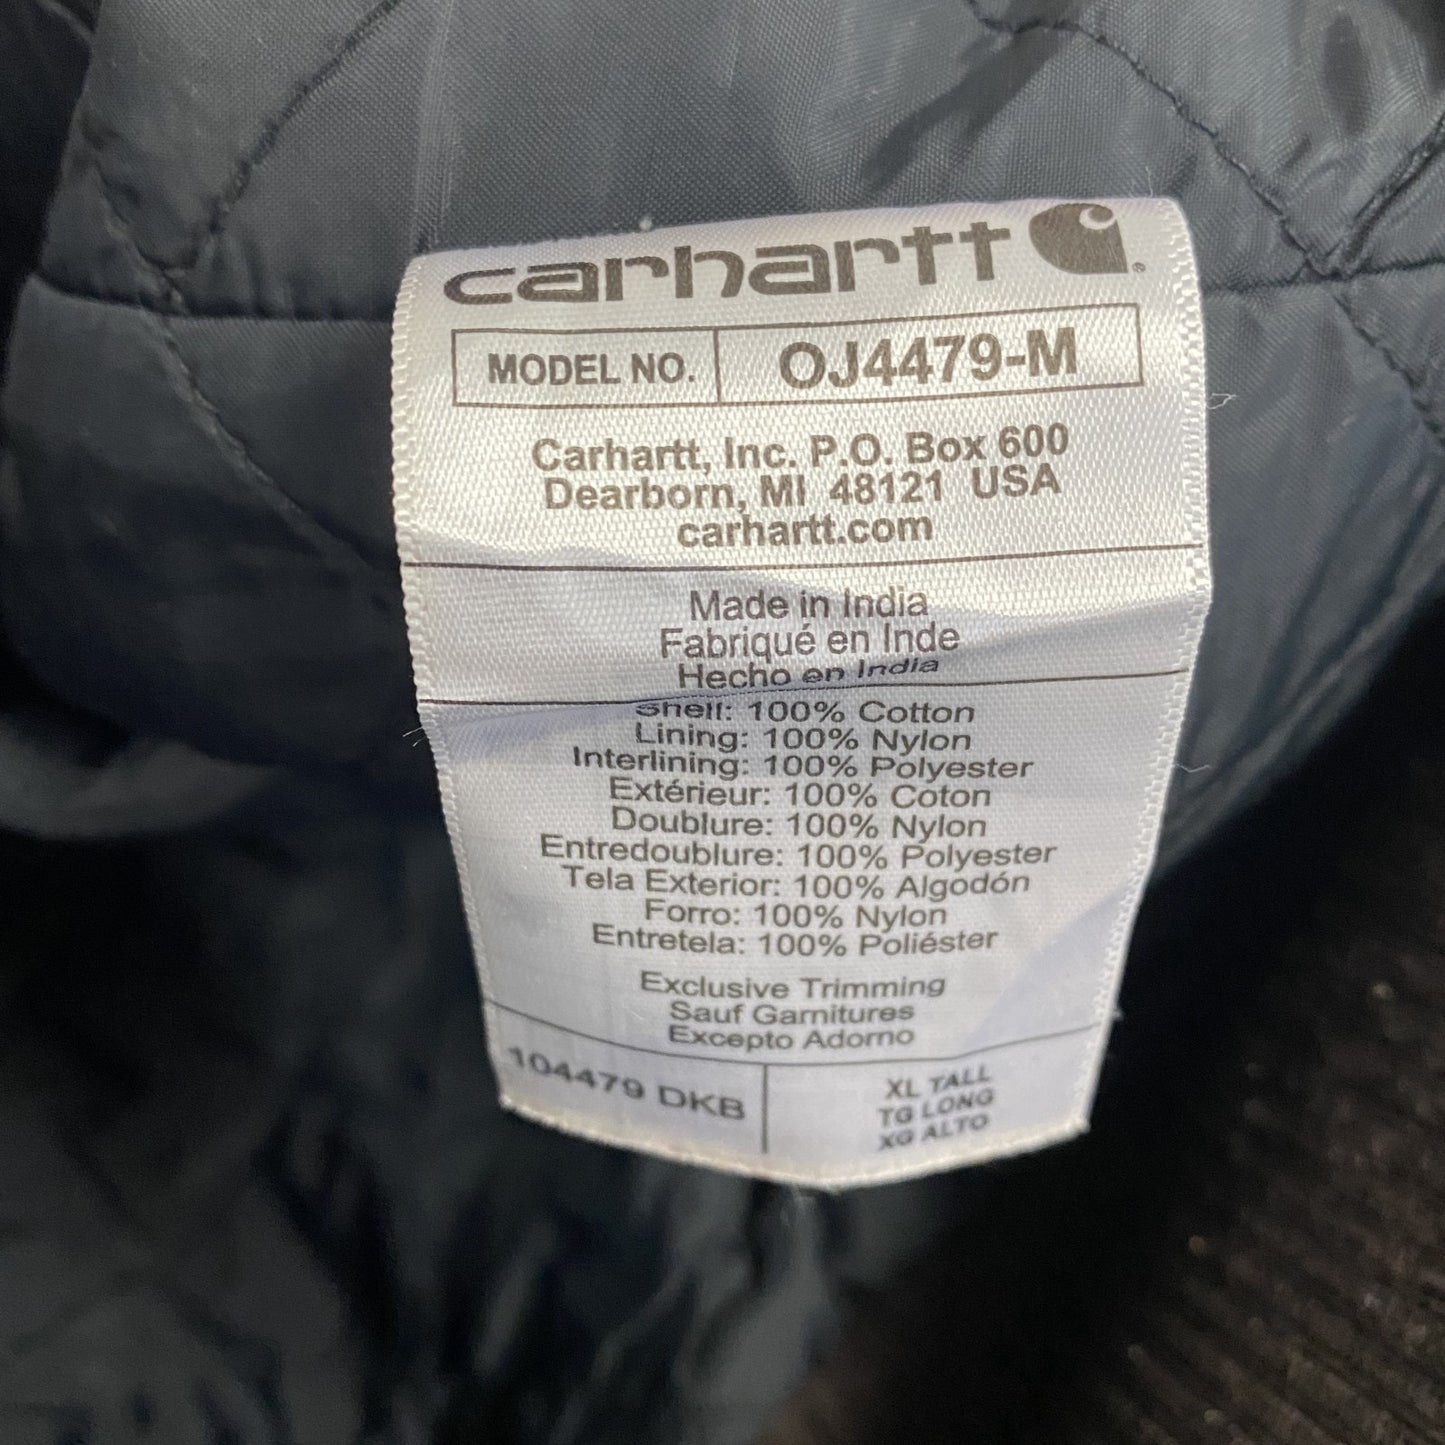 carhartt
MODEL NO. OJ4479-M
Carhartt, Inc. P.O. Box 600
Dearborn, MI 48121 USA
carhartt.com
Made in India
Fabriqué en Inde
Hecho en India
Shell: 100% Cotton
Lining: 100% Nylon
Interlining: 100% Polyester
Extérieur: 100% Coton
Doublure: 100% Nylon
Entredoublure: 100% Polyester
Tela Exterior: 100% Algodón
Forro: 100% Nylon
Entretela: 100% Poliéster
Exclusive Trimming
Sauf Garnitures
Excepto Adorno
104479 DKB
XL TALL
TG LONG
XG ALTO